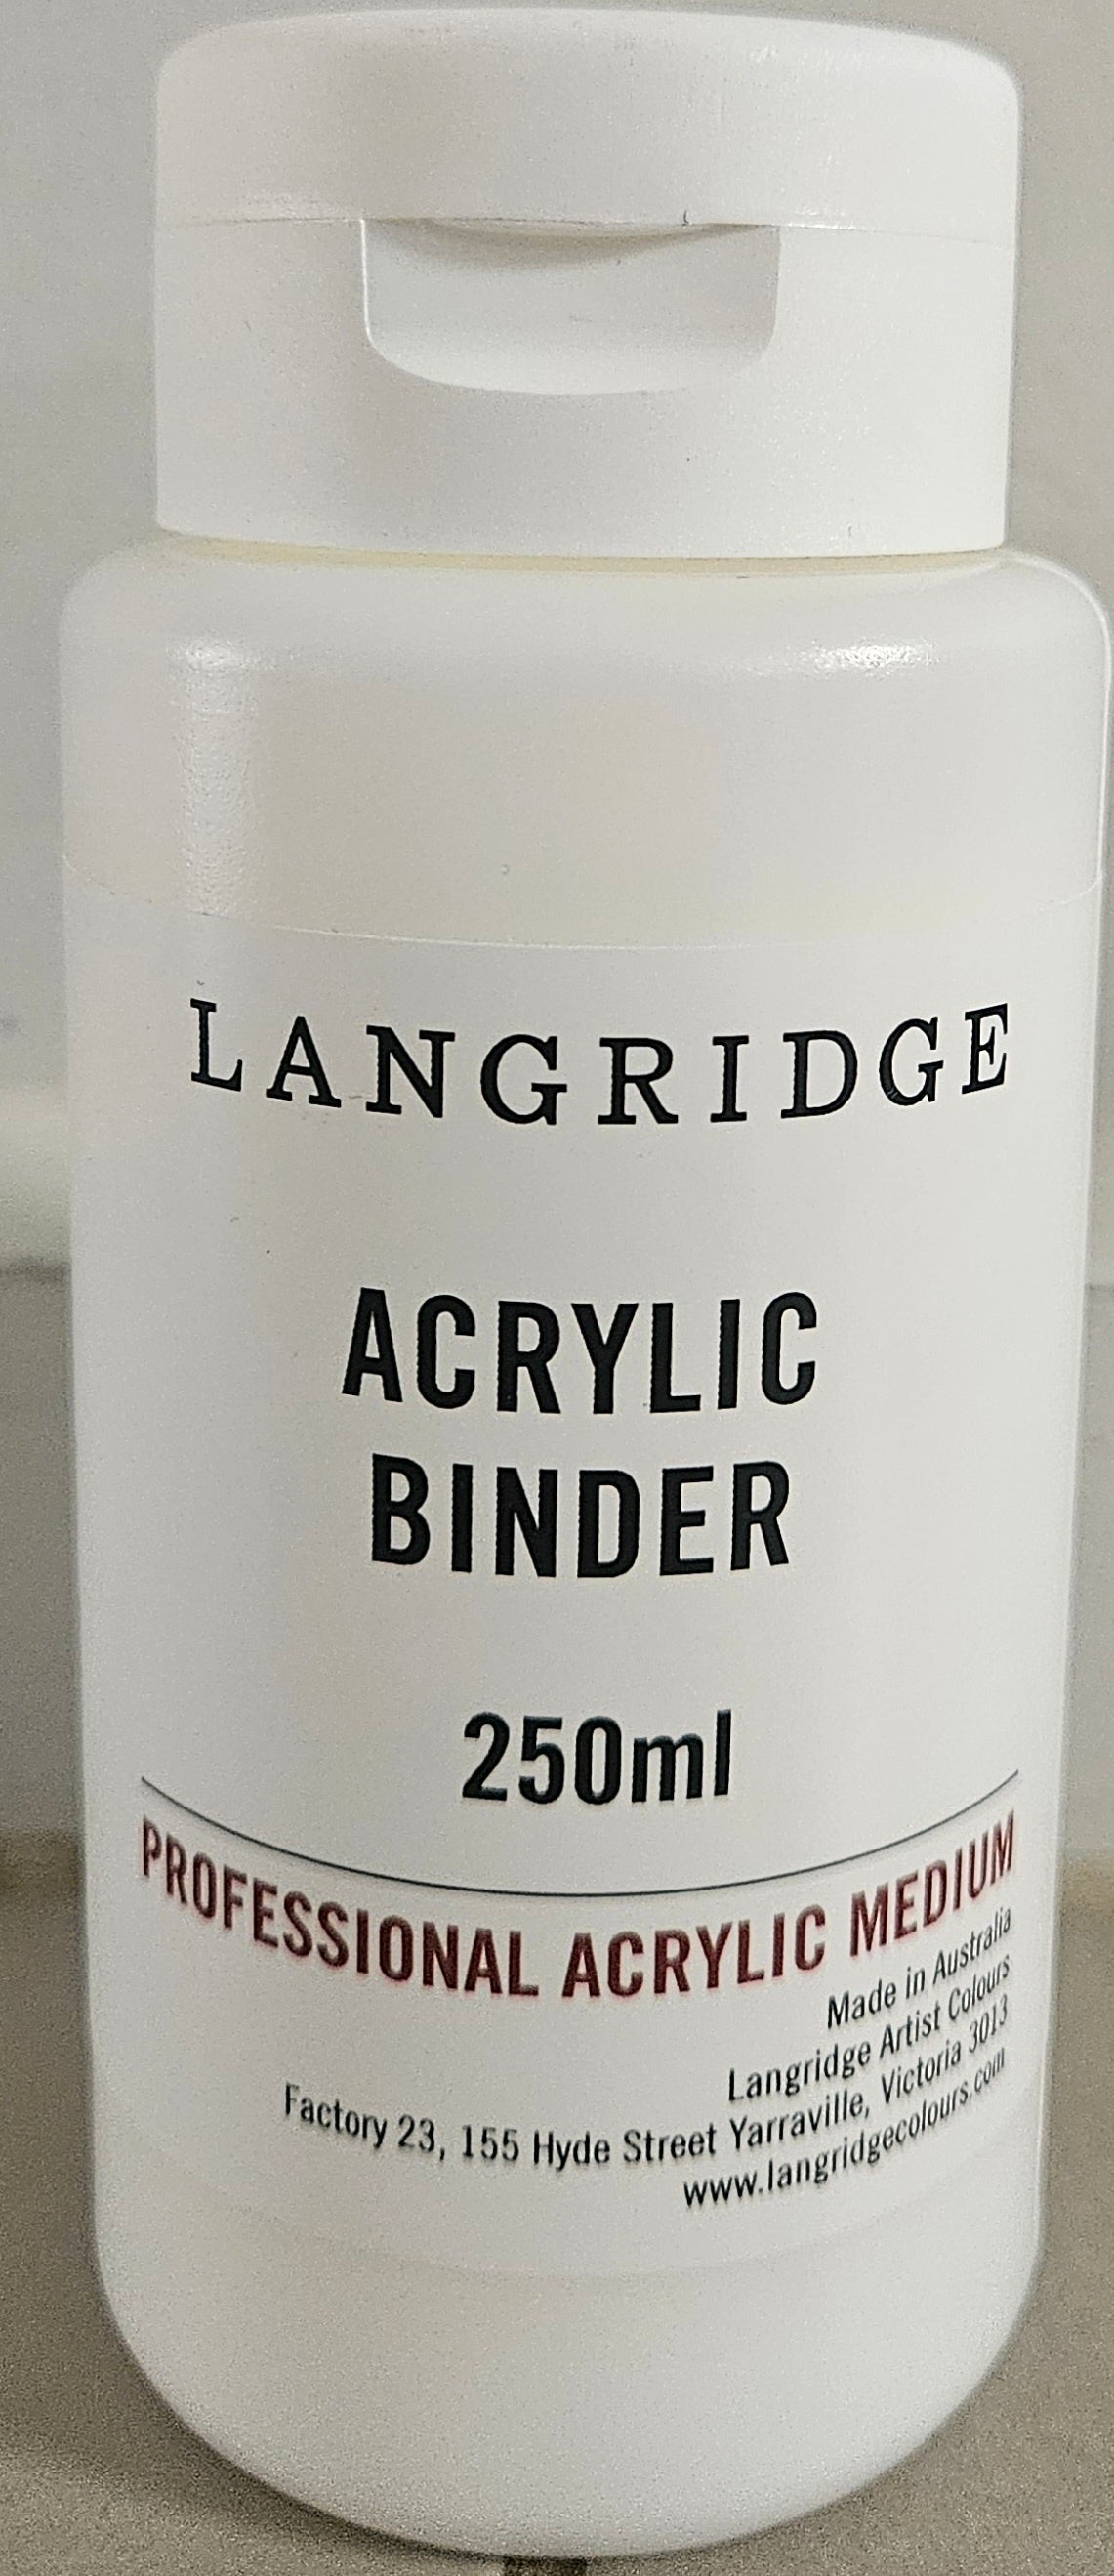 LANGRIDGE
ACRYLIC
BINDER
250ml
PROFESSIONAL ACRYLIC MEDIUM
Made in Australia
Langridge Artist Colours
Factory 23, 155 Hyde Street Yarraville, Victoria 3013
www.langridgecolours.com